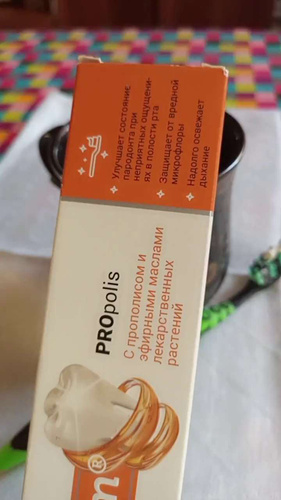 Улучшает состояние
пародонта при
неприятных ощущени-
ях в полости рта
Защищает от вредной
микрофлоры
Надолго освежает
дыхание
PROpolis
С прополисом и
эфирными маслами
лекарственных
растений
m®